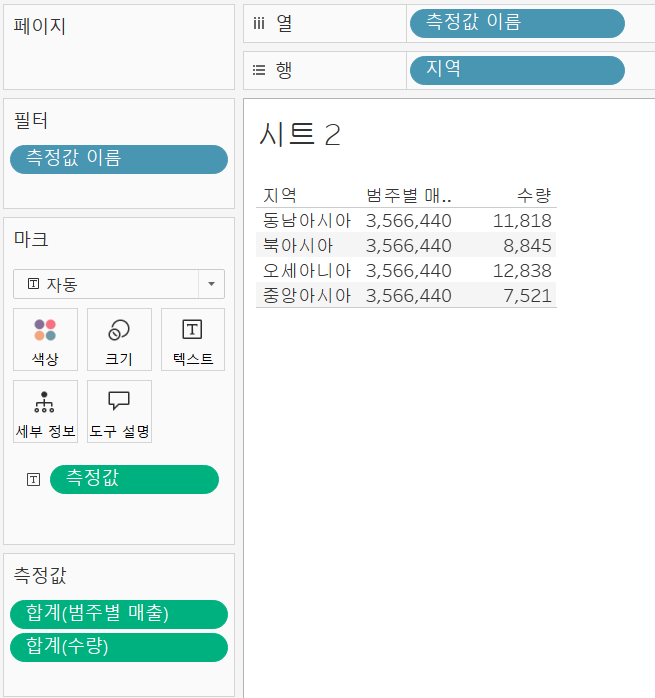 페이지
필터
측정값 이름
마크
자동
색상 크기 텍스트
세부 정보 도구 설명
측정값
측정값
합계(범주별 매출)
합계(수량)
열 측정값 이름
행 지역
시트 2
지역 범주별 매.. 수량
동남아시아 3,566,440 11,818
북아시아 3,566,440 8,845
오세아니아 3,566,440 12,838
중앙아시아 3,566,440 7,521